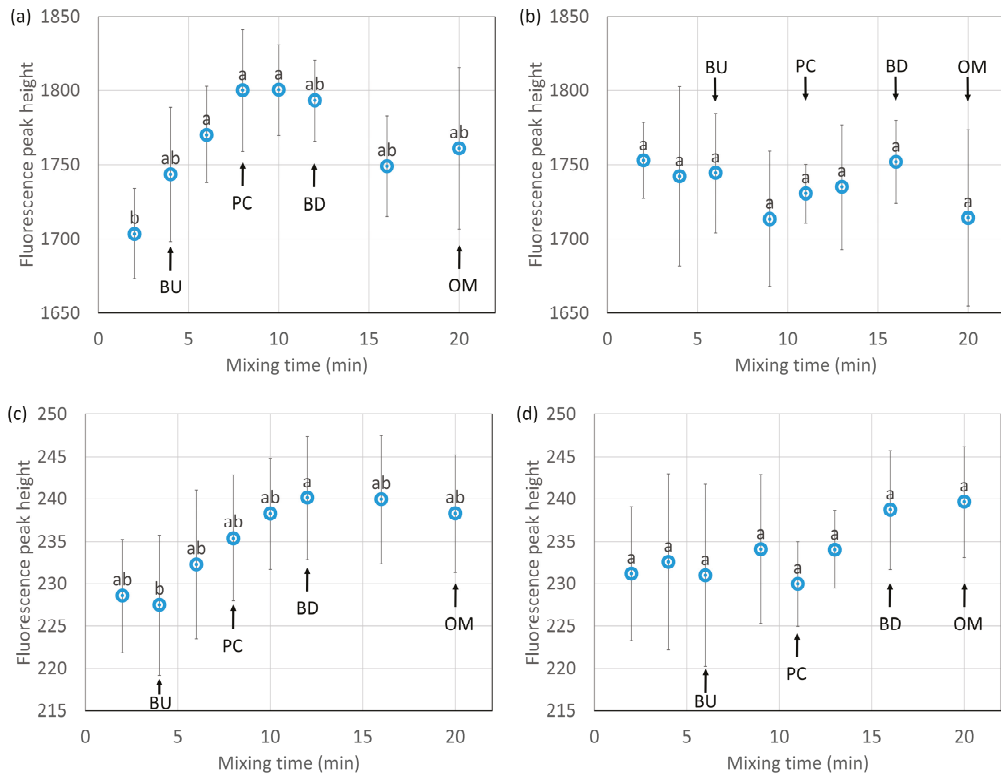 (a)
Fluorescence peak height
1850
1800
1750
1700
1650
b
ab
a
a
a
ab
ab
ab
BU
PC
BD
OM
0 5 10 15 20
Mixing time (min)
(b)
Fluorescence peak height
1850
1800
1750
1700
1650
BU PC BD OM
a
a
a
a
a
a
a
a
0 5 10 15 20
Mixing time (min)
(c)
Fluorescence peak height
250
245
240
235
230
225
220
215
ab
b
ab
ab
ab
a
ab
ab
BU
PC
BD
OM
0 5 10 15 20
Mixing time (min)
(d)
Fluorescence peak height
250
245
240
235
230
225
220
215
a
a
a
a
a
a
a
a
BU
PC
BD
OM
0 5 10 15 20
Mixing time (min)